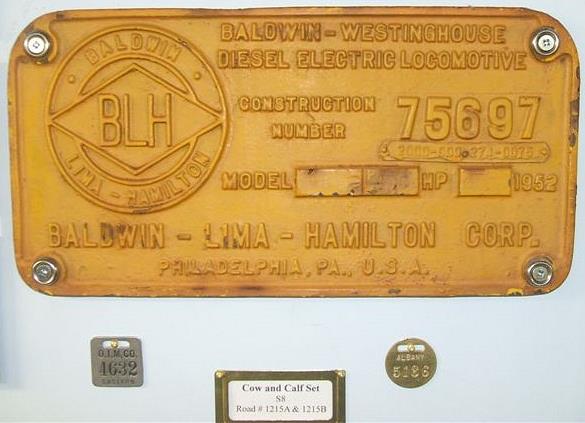 BALDWIN - WESTINGHOUSE
DIESEL ELECTRIC LOCOMOTIVE
BALDWIN
BLH
LIMA - HAMILTON
CONSTRUCTION
NUMBER
75697
MODEL HP 1952
BALDWIN - LIMA - HAMILTON CORP.
PHILADELPHIA, PA., U.S.A.
O.I.M.CO.
4632
EASTERN
ALBANY
5186
Cow and Calf Set
S8
Road # 1215A & 1215B